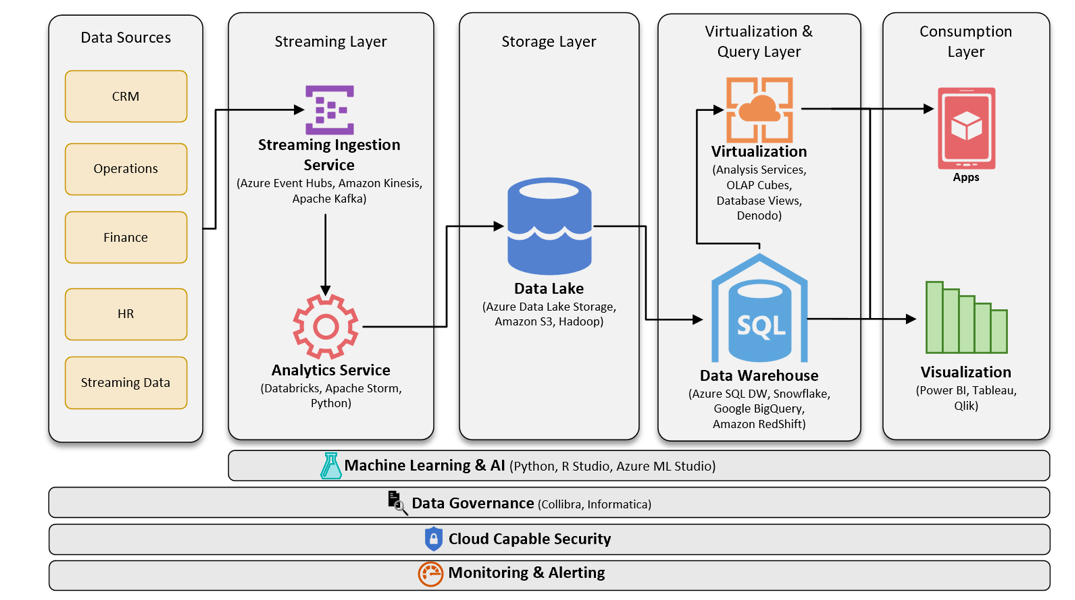 Data Sources
CRM
Operations
Finance
HR
Streaming Data
Streaming Layer
Streaming Ingestion
Service
(Azure Event Hubs, Amazon Kinesis,
Apache Kafka)
Analytics Service
(Databricks, Apache Storm,
Python)
Storage Layer
Data Lake
(Azure Data Lake Storage,
Amazon S3, Hadoop)
Virtualization &
Query Layer
Virtualization
(Analysis Services,
OLAP Cubes,
Database Views,
Denodo)
SQL
Data Warehouse
(Azure SQL DW, Snowflake,
Google BigQuery,
Amazon RedShift)
Consumption
Layer
Apps
Visualization
(Power BI, Tableau,
Qlik)
Machine Learning & AI (Python, R Studio, Azure ML Studio)
Data Governance (Collibra, Informatica)
Cloud Capable Security
Monitoring & Alerting